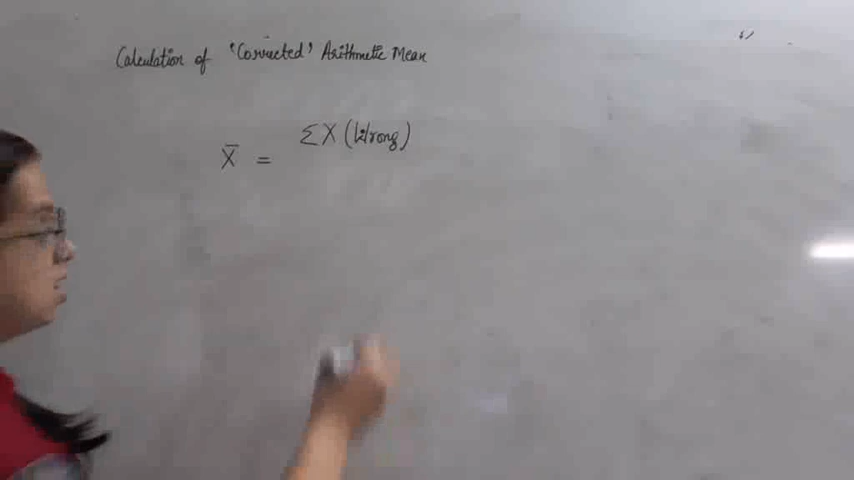 Calculation of 'Corrected' Arithmetic Mean
X̄ = ΣX (Wrong)